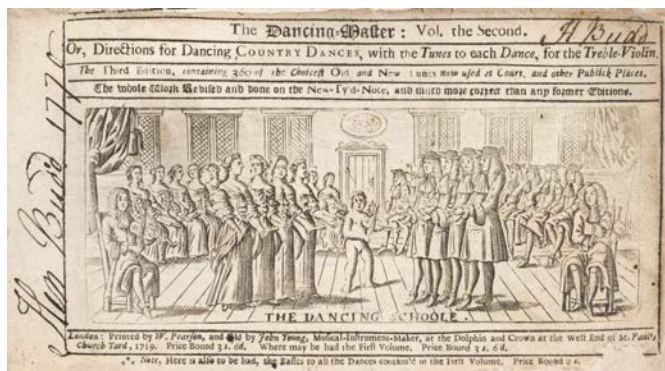 The Dancing-Master: Vol. the Second.
H Budd
Or, Directions for Dancing COUNTRY DANCES, with the Tunes to each Dance, for the Treble-Violin.
The Third Edition, containing 360 of the Choicest Old and New Tunes now used at Court, and other Publick Places.
The whole Work Revised and done on the New-Ty'd-Note, and much more correct than any former Editions.
Budd 177
THE DANCING SCHOOLE.
London: Printed by W. Pearson, and Sold by John Young, Musical-Instrument-Maker, at the Dolphin and Crown at the West End of St. Paul's
Church Yard, 1719. Price Bound 3 s. 6d. Where may be had the First Volume. Price Bound 3 s. 6d.
*⁎* Note, Here is also to be had, the Basses to all the Dances contain'd in the First Volume. Price Bound 2 s.